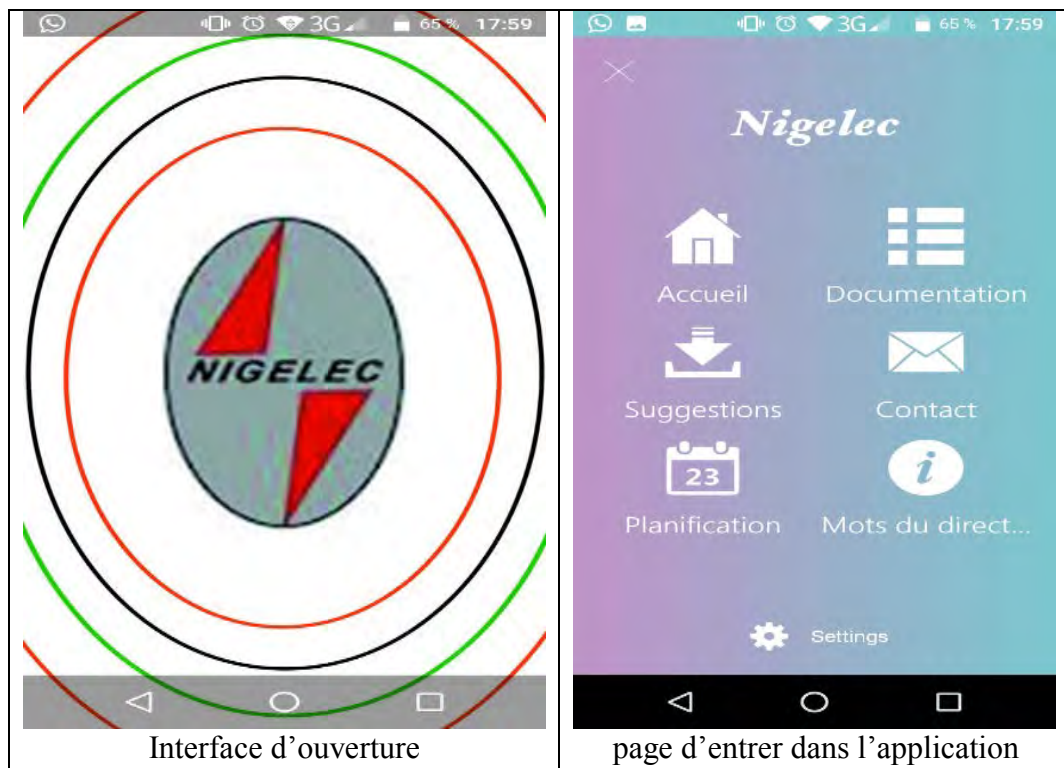 3G 65 % 17:59
NIGELEC
Interface d’ouverture
3G 65 % 17:59
Nigelec
Accueil Documentation
Suggestions Contact
23
Planification Mots du direct...
Settings
page d’entrer dans l’application